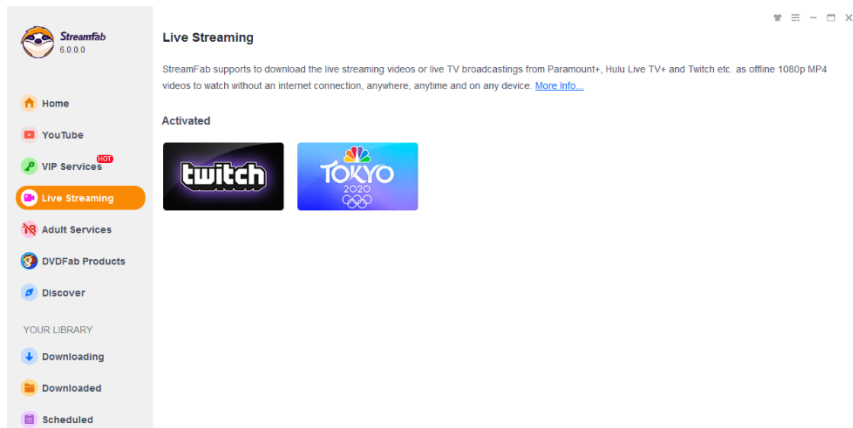 StreamFab
6.0.0.0
Home
YouTube
VIP Services
HOT
Live Streaming
Adult Services
DVDFab Products
Discover
YOUR LIBRARY
Downloading
Downloaded
Scheduled
Live Streaming
StreamFab supports to download the live streaming videos or live TV broadcastings from Paramount+, Hulu Live TV+ and Twitch etc. as offline 1080p MP4
videos to watch without an internet connection, anywhere, anytime and on any device. More Info...
Activated
twitch
TOKYO
2020